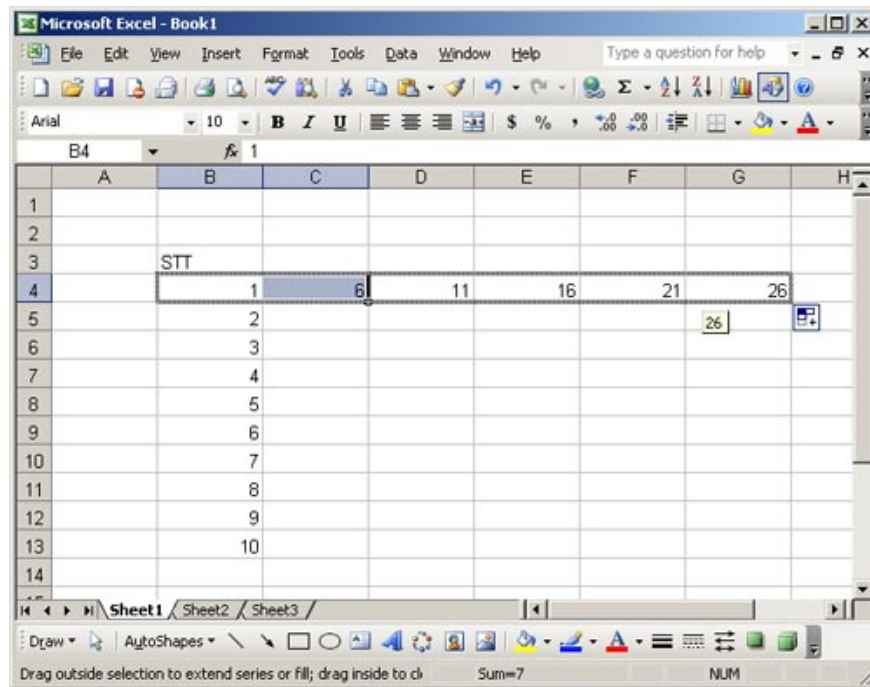 Microsoft Excel - Book1
File Edit View Insert Format Tools Data Window Help Type a question for help
Arial 10 B I U $ % ,
B4 fx 1
A B C D E F G H
1
2
3 STT
4 1 6 11 16 21 26
5 2 26
6 3
7 4
8 5
9 6
10 7
11 8
12 9
13 10
14
Sheet1 Sheet2 Sheet3
Draw AutoShapes
Drag outside selection to extend series or fill; drag inside to cl Sum=7 NUM